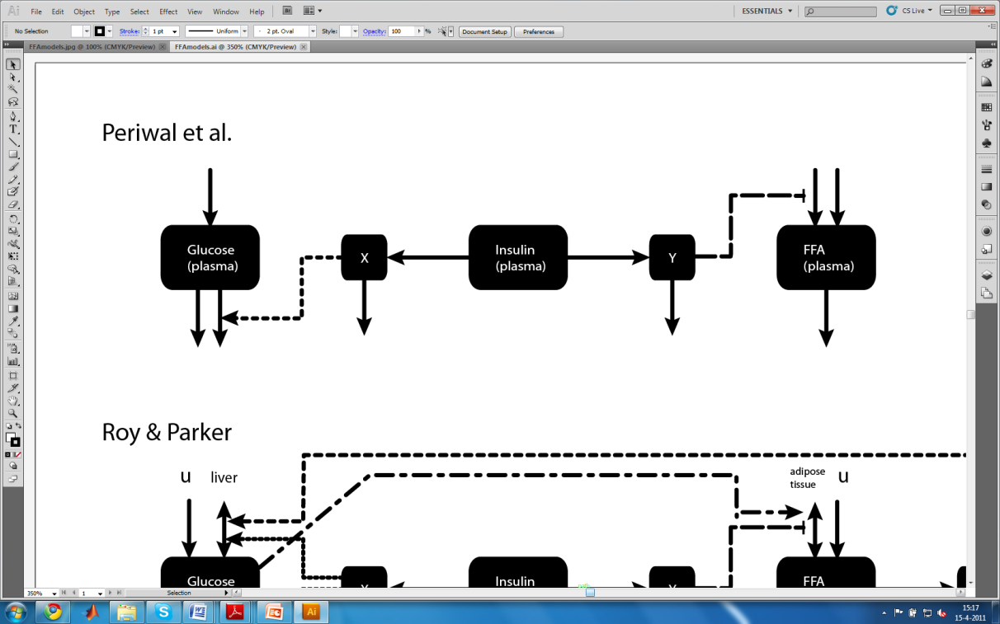 Ai File Edit Object Type Select Effect View Window Help Br ESSENTIALS CS Live
No Selection Stroke: 1 pt Uniform 2 pt. Oval Style: Opacity: 100 % Document Setup Preferences
FFAmodels.jpg @ 100% (CMYK/Preview) FFAmodels.ai @ 350% (CMYK/Preview)
Periwal et al.
Glucose
(plasma)
X
Insulin
(plasma)
Y
FFA
(plasma)
Roy & Parker
u liver
adipose
tissue
u
Glucose
Insulin
FFA
path
350% 1 Selection
15:17
15-4-2011